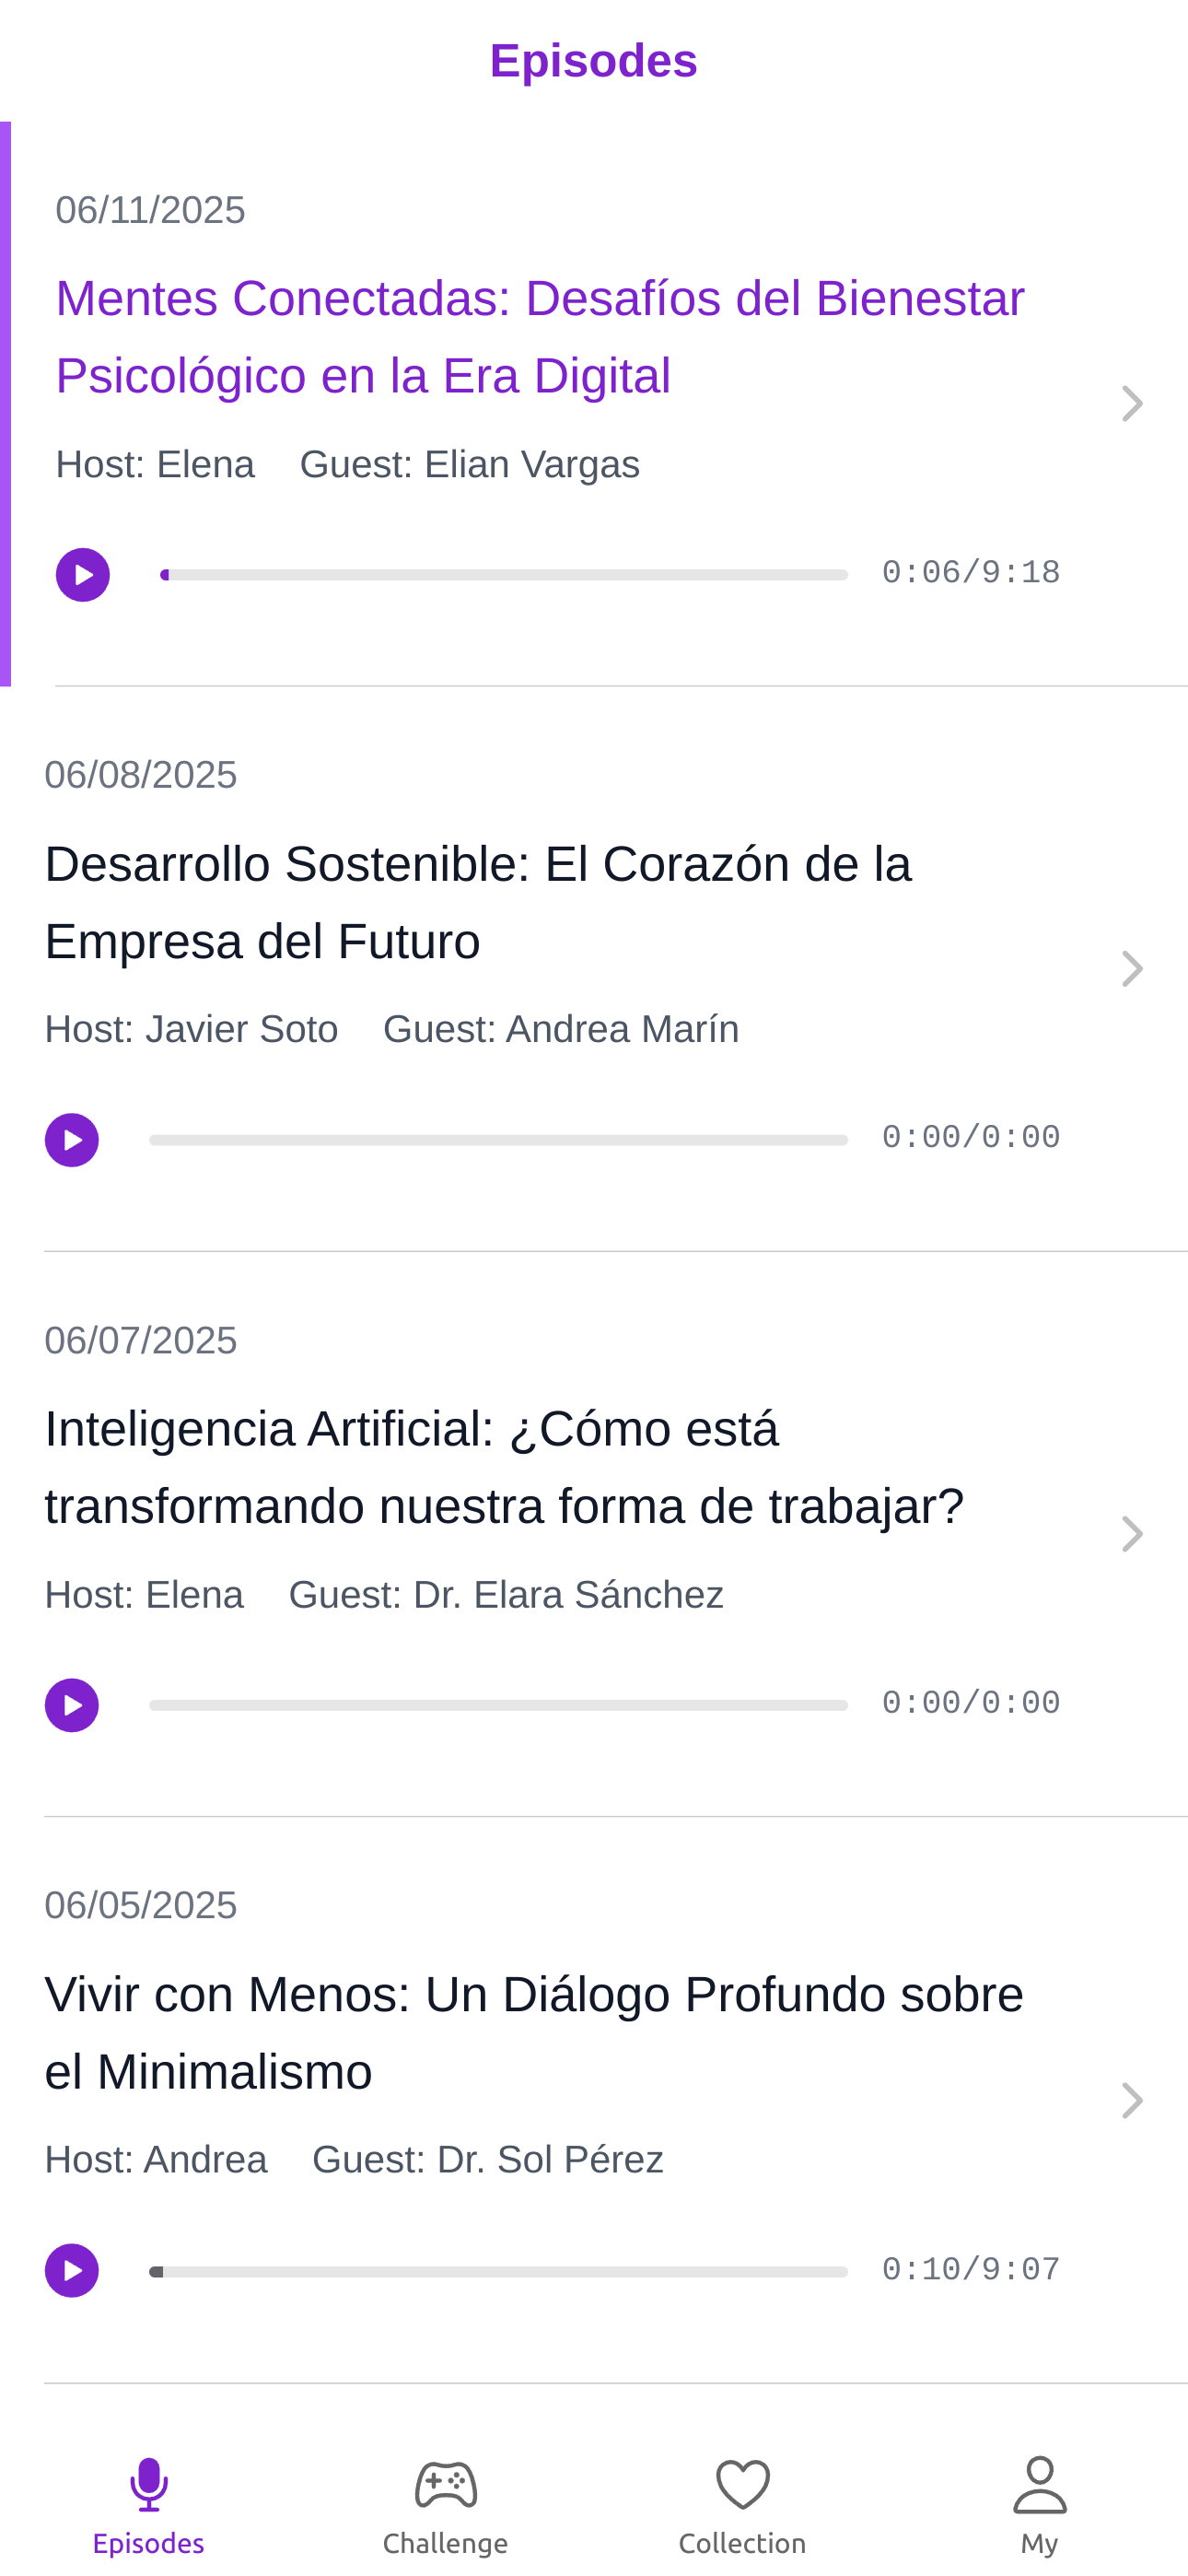 Episodes
06/11/2025
Mentes Conectadas: Desafíos del Bienestar
Psicológico en la Era Digital
Host: Elena Guest: Elian Vargas
0:06/9:18
06/08/2025
Desarrollo Sostenible: El Corazón de la
Empresa del Futuro
Host: Javier Soto Guest: Andrea Marín
0:00/0:00
06/07/2025
Inteligencia Artificial: ¿Cómo está
transformando nuestra forma de trabajar?
Host: Elena Guest: Dr. Elara Sánchez
0:00/0:00
06/05/2025
Vivir con Menos: Un Diálogo Profundo sobre
el Minimalismo
Host: Andrea Guest: Dr. Sol Pérez
0:10/9:07
Episodes Challenge Collection My